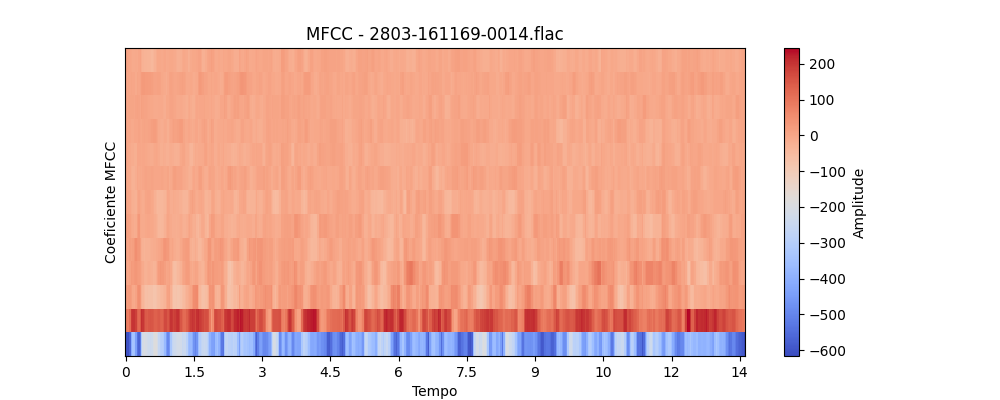 MFCC - 2803-161169-0014.flac
Coeficiente MFCC
0 1.5 3 4.5 6 7.5 9 10 12 14
Tempo
200
100
0
−100
−200
−300
−400
−500
−600
Amplitude